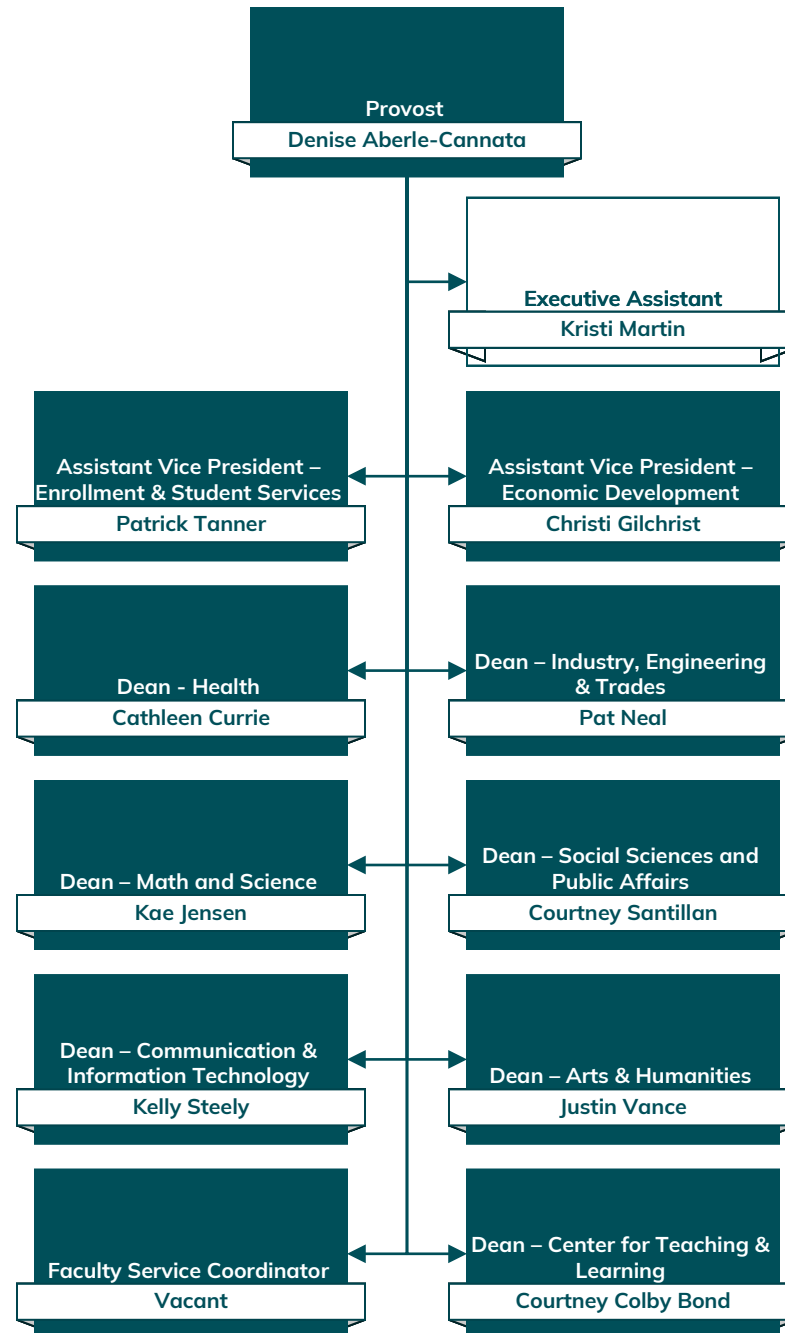 Provost
Denise Aberle-Cannata
Executive Assistant
Kristi Martin
Assistant Vice President –
Enrollment & Student Services
Patrick Tanner
Assistant Vice President –
Economic Development
Christi Gilchrist
Dean - Health
Cathleen Currie
Dean – Industry, Engineering
& Trades
Pat Neal
Dean – Math and Science
Kae Jensen
Dean – Social Sciences and
Public Affairs
Courtney Santillan
Dean – Communication &
Information Technology
Kelly Steely
Dean – Arts & Humanities
Justin Vance
Faculty Service Coordinator
Vacant
Dean – Center for Teaching &
Learning
Courtney Colby Bond